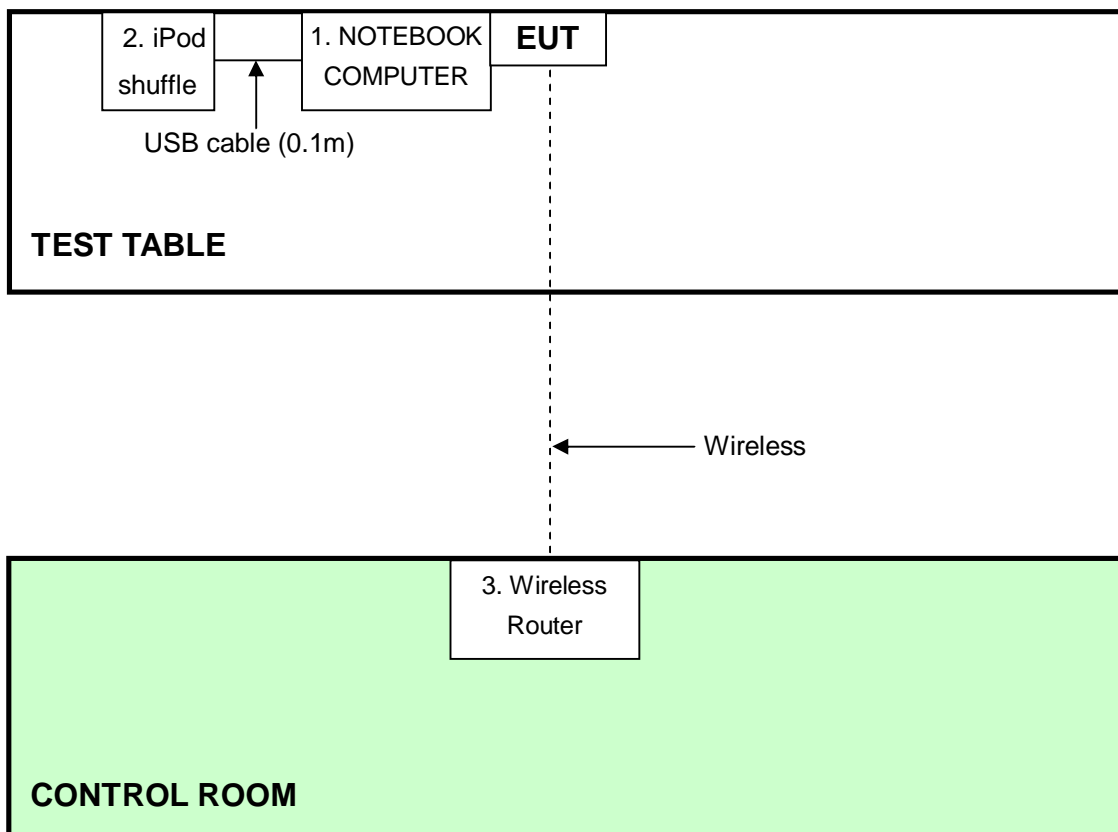 2. iPod
shuffle
1. NOTEBOOK
COMPUTER
EUT
USB cable (0.1m)
TEST TABLE
Wireless
3. Wireless
Router
CONTROL ROOM